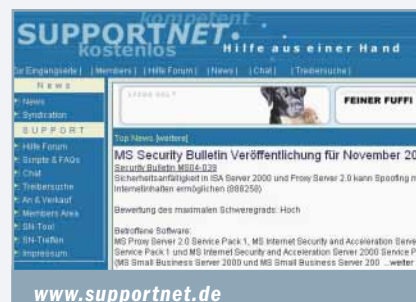 kompetent
SUPPORTNET.
kostenlos
Hilfe aus einer Hand
Zur Eingangseite | Members | Hilfe Forum | News | Chat | Treibersuche |
News
News
Syndication
SUPPORT
Hilfe Forum
Scripte & FAQs
Chat
Treibersuche
An & Verkauf
Members Area
SN-Tool
SN-Treffen
Impressum
FEINER FUFFI
Top News [weitere]
MS Security Bulletin Veröffentlichung für November 20
Security Bulletin MS04-039
Sicherheitsanfälligkeit in ISA Server 2000 und Proxy Server 2.0 kann Spoofing
Internetinhalten ermöglichen (888258)
Bewertung des maximalen Schweregrads: Hoch
Betroffene Software:
MS Proxy Server 2.0 Service Pack 1, MS Internet Security and Acceleration Serve
Service Pack 1 und MS Internet Security and Acceleration Server 2000 Service P
(MS Small Business Server 2000 und MS Small Business Server 200 ...weiter
www.supportnet.de